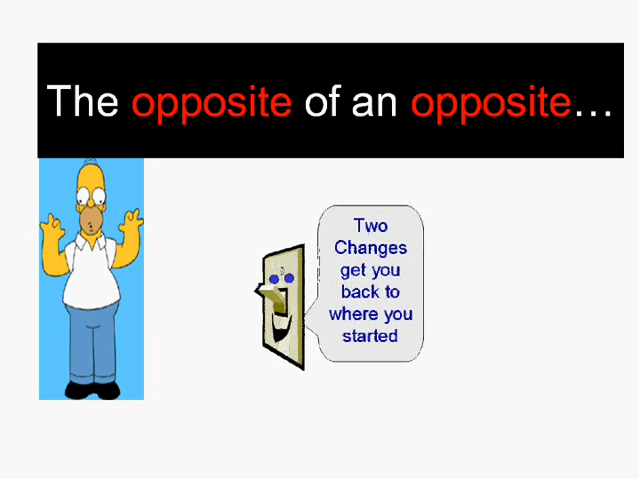 The opposite of an opposite…
Two
Changes
get you
back to
where you
started